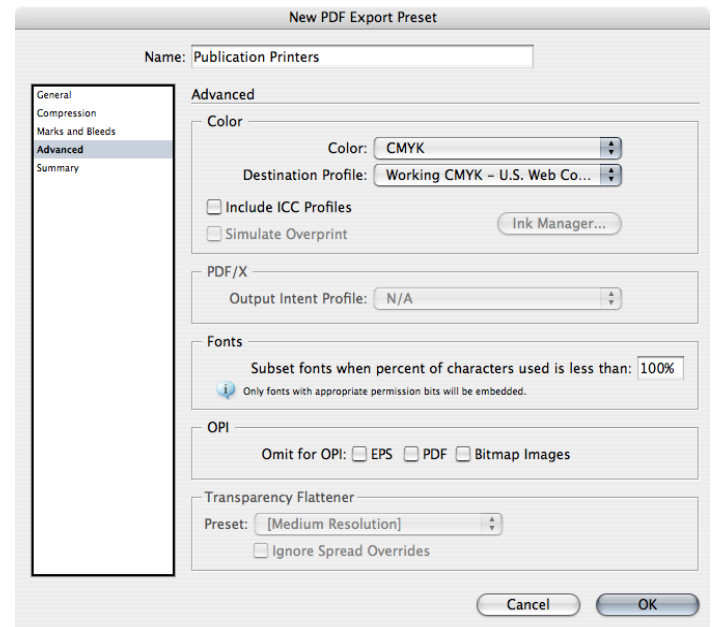 New PDF Export Preset
Name: Publication Printers
General
Compression
Marks and Bleeds
Advanced
Summary
Advanced
Color
Color: CMYK
Destination Profile: Working CMYK – U.S. Web Co...
Include ICC Profiles
Simulate Overprint
Ink Manager...
PDF/X
Output Intent Profile: N/A
Fonts
Subset fonts when percent of characters used is less than: 100%
Only fonts with appropriate permission bits will be embedded.
OPI
Omit for OPI: EPS PDF Bitmap Images
Transparency Flattener
Preset: [Medium Resolution]
Ignore Spread Overrides
Cancel OK